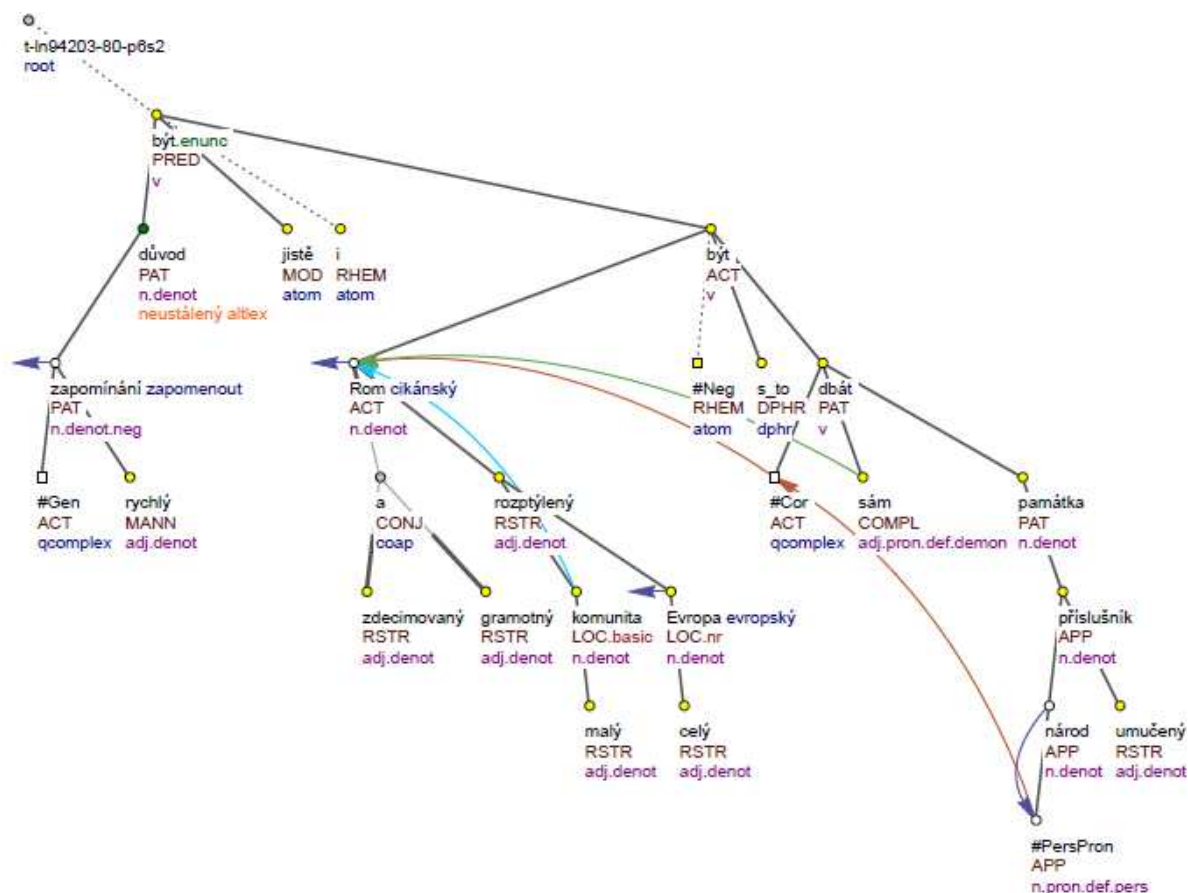 t-ln94203-80-p6s2
root
být.enunc
PRED
v
důvod
PAT
n.denot
neustálený altlex
jistě
MOD
atom
i
RHEM
atom
být
ACT
v
zapomínání zapomenout
PAT
n.denot.neg
Rom cikánský
ACT
n.denot
#Neg
RHEM
atom
s_to
DPHR
dphr
dbát
PAT
v
#Gen
ACT
qcomplex
rychlý
MANN
adj.denot
a
CONJ
coap
rozptýlený
RSTR
adj.denot
#Cor
ACT
qcomplex
sám
COMPL
adj.pron.def.demon
památka
PAT
n.denot
zdecimovaný
RSTR
adj.denot
gramotný
RSTR
adj.denot
komunita
LOC.basic
n.denot
Evropa evropský
LOC.nr
n.denot
příslušník
APP
n.denot
malý
RSTR
adj.denot
celý
RSTR
adj.denot
národ
APP
n.denot
umučený
RSTR
adj.denot
#PersPron
APP
n.pron.def.pers